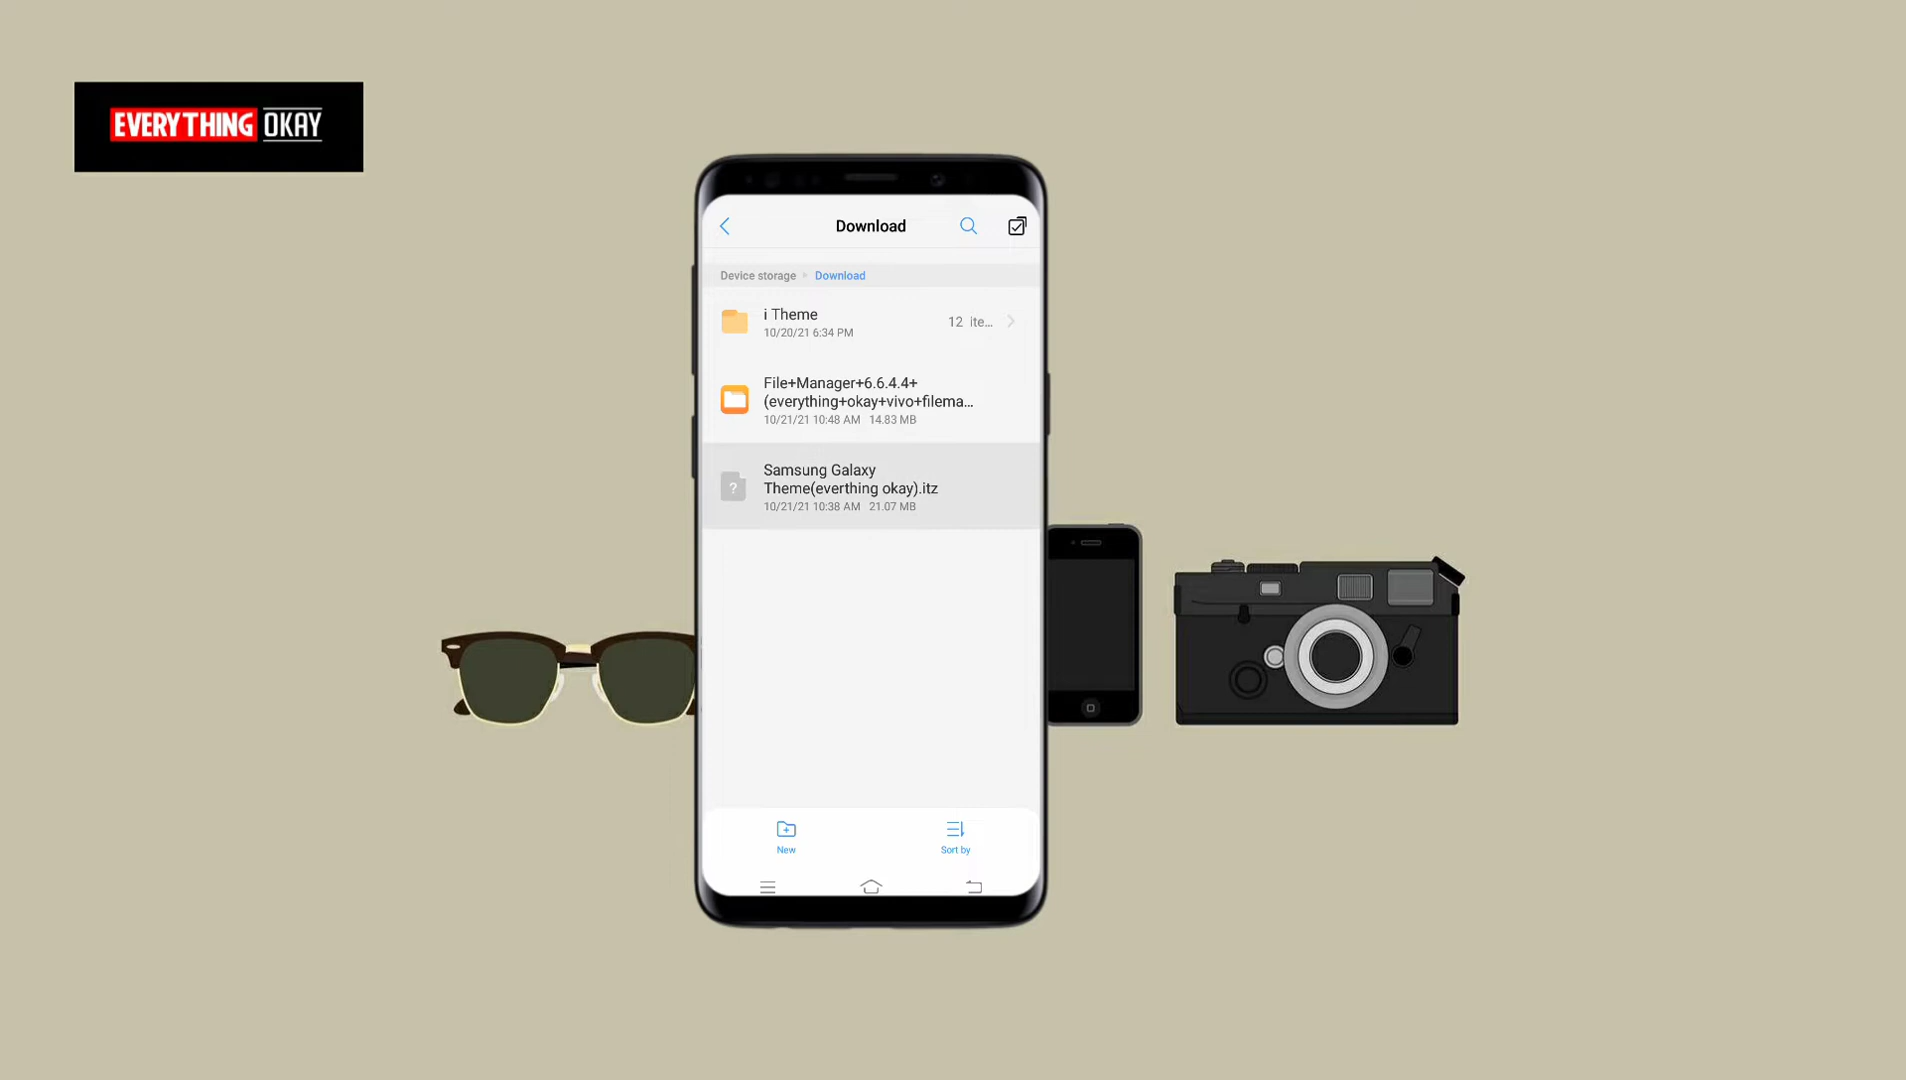 EVERYTHING OKAY
Download
Device storage Download
i Theme
10/20/21 6:34 PM
12 ite...
File+Manager+6.6.4.4+
(everything+okay+vivo+filema...
10/21/21 10:48 AM 14.83 MB
?
Samsung Galaxy
Theme(everthing okay).itz
10/21/21 10:38 AM 21.07 MB
New
Sort by